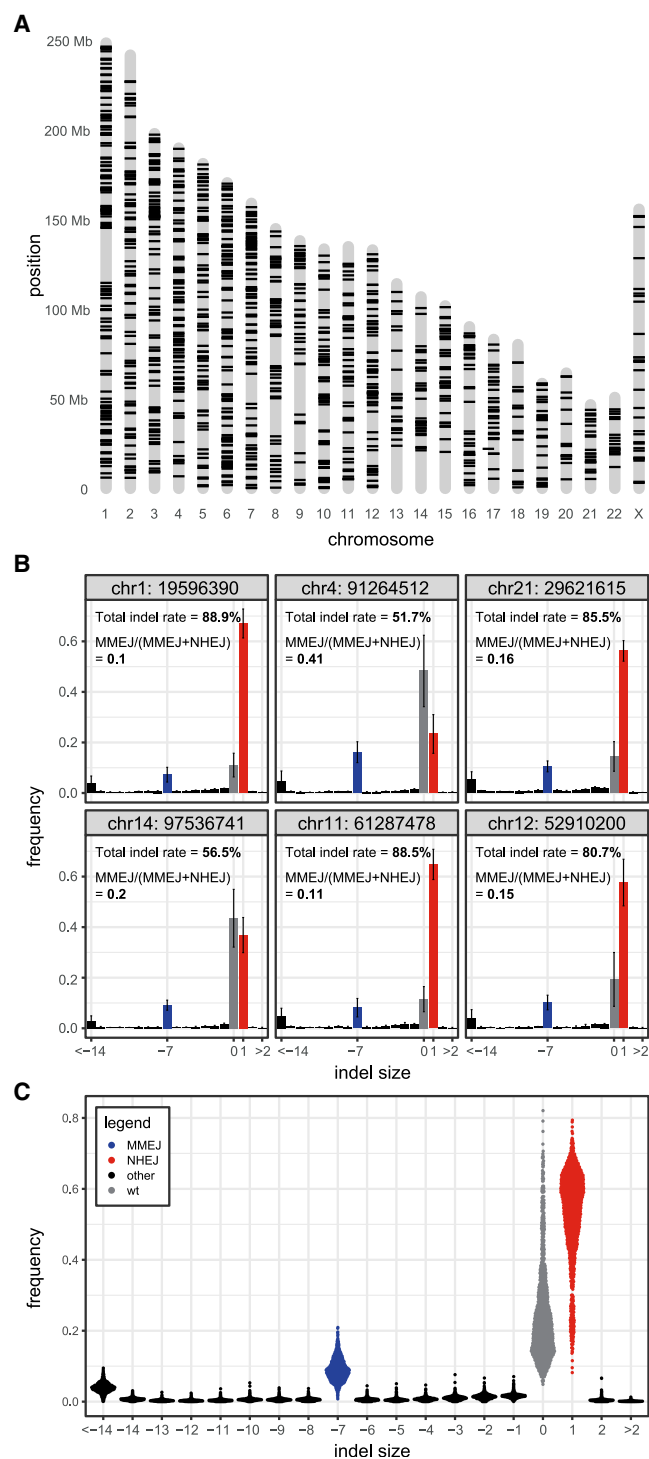 A
250 Mb
200 Mb
150 Mb
100 Mb
50 Mb
0
position
1 2 3 4 5 6 7 8 9 10 11 12 13 14 15 16 17 18 19 20 21 22 X
chromosome
B
chr1: 19596390
Total indel rate = 88.9%
MMEJ/(MMEJ+NHEJ)
= 0.1
chr4: 91264512
Total indel rate = 51.7%
MMEJ/(MMEJ+NHEJ)
= 0.41
chr21: 29621615
Total indel rate = 85.5%
MMEJ/(MMEJ+NHEJ)
= 0.16
0.6
0.4
0.2
0.0
frequency
chr14: 97536741
Total indel rate = 56.5%
MMEJ/(MMEJ+NHEJ)
= 0.2
chr11: 61287478
Total indel rate = 88.5%
MMEJ/(MMEJ+NHEJ)
= 0.11
chr12: 52910200
Total indel rate = 80.7%
MMEJ/(MMEJ+NHEJ)
= 0.15
0.6
0.4
0.2
0.0
<−14 −7 0 1 >2 <−14 −7 0 1 >2 <−14 −7 0 1 >2
indel size
C
0.8
0.6
0.4
0.2
0.0
frequency
legend
MMEJ
NHEJ
other
wt
<−14 −14 −13 −12 −11 −10 −9 −8 −7 −6 −5 −4 −3 −2 −1 0 1 2 >2
indel size